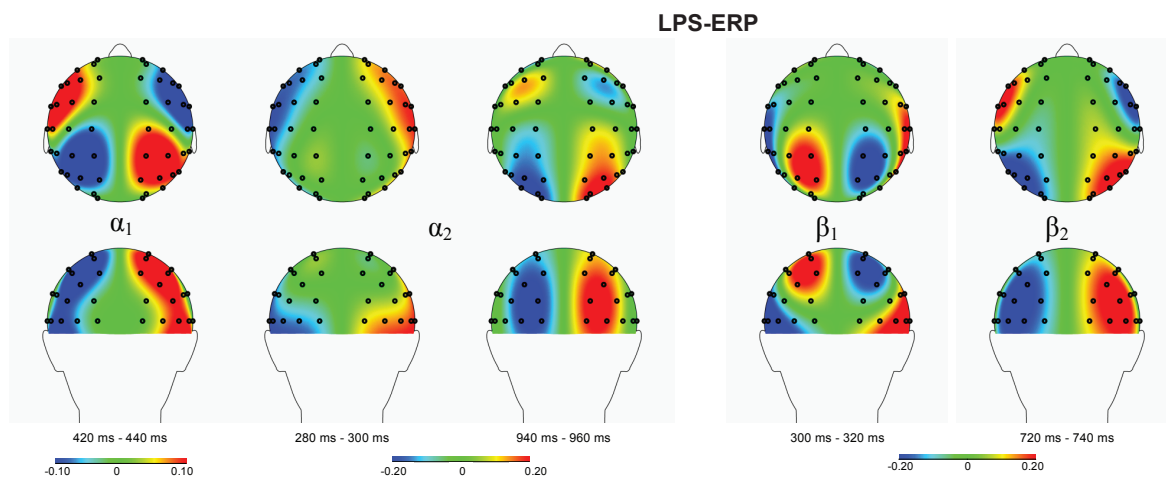 LPS-ERP
α1
α2
β1
β2
420 ms - 440 ms
280 ms - 300 ms
940 ms - 960 ms
300 ms - 320 ms
720 ms - 740 ms
-0.10 0 0.10
-0.20 0 0.20
-0.20 0 0.20